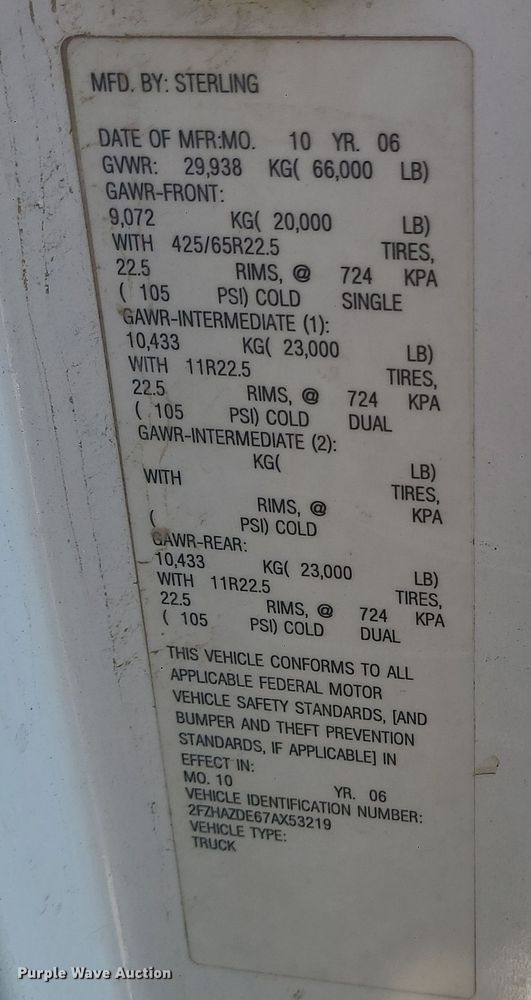 MFD. BY: STERLING
DATE OF MFR:MO. 10 YR. 06
GVWR: 29,938 KG( 66,000 LB)
GAWR-FRONT:
9,072 KG( 20,000 LB)
WITH 425/65R22.5 TIRES,
22.5 RIMS, @ 724 KPA
( 105 PSI) COLD SINGLE
GAWR-INTERMEDIATE (1):
10,433 KG( 23,000 LB)
WITH 11R22.5 TIRES,
22.5 RIMS, @ 724 KPA
( 105 PSI) COLD DUAL
GAWR-INTERMEDIATE (2):
KG( LB)
WITH TIRES,
RIMS, @ KPA
( PSI) COLD
GAWR-REAR:
10,433 KG( 23,000 LB)
WITH 11R22.5 TIRES,
22.5 RIMS, @ 724 KPA
( 105 PSI) COLD DUAL
THIS VEHICLE CONFORMS TO ALL
APPLICABLE FEDERAL MOTOR
VEHICLE SAFETY STANDARDS, [AND
BUMPER AND THEFT PREVENTION
STANDARDS, IF APPLICABLE] IN
EFFECT IN:
MO. 10 YR. 06
VEHICLE IDENTIFICATION NUMBER:
2FZHAZDE67AX53219
VEHICLE TYPE:
TRUCK
Purple Wave Auction